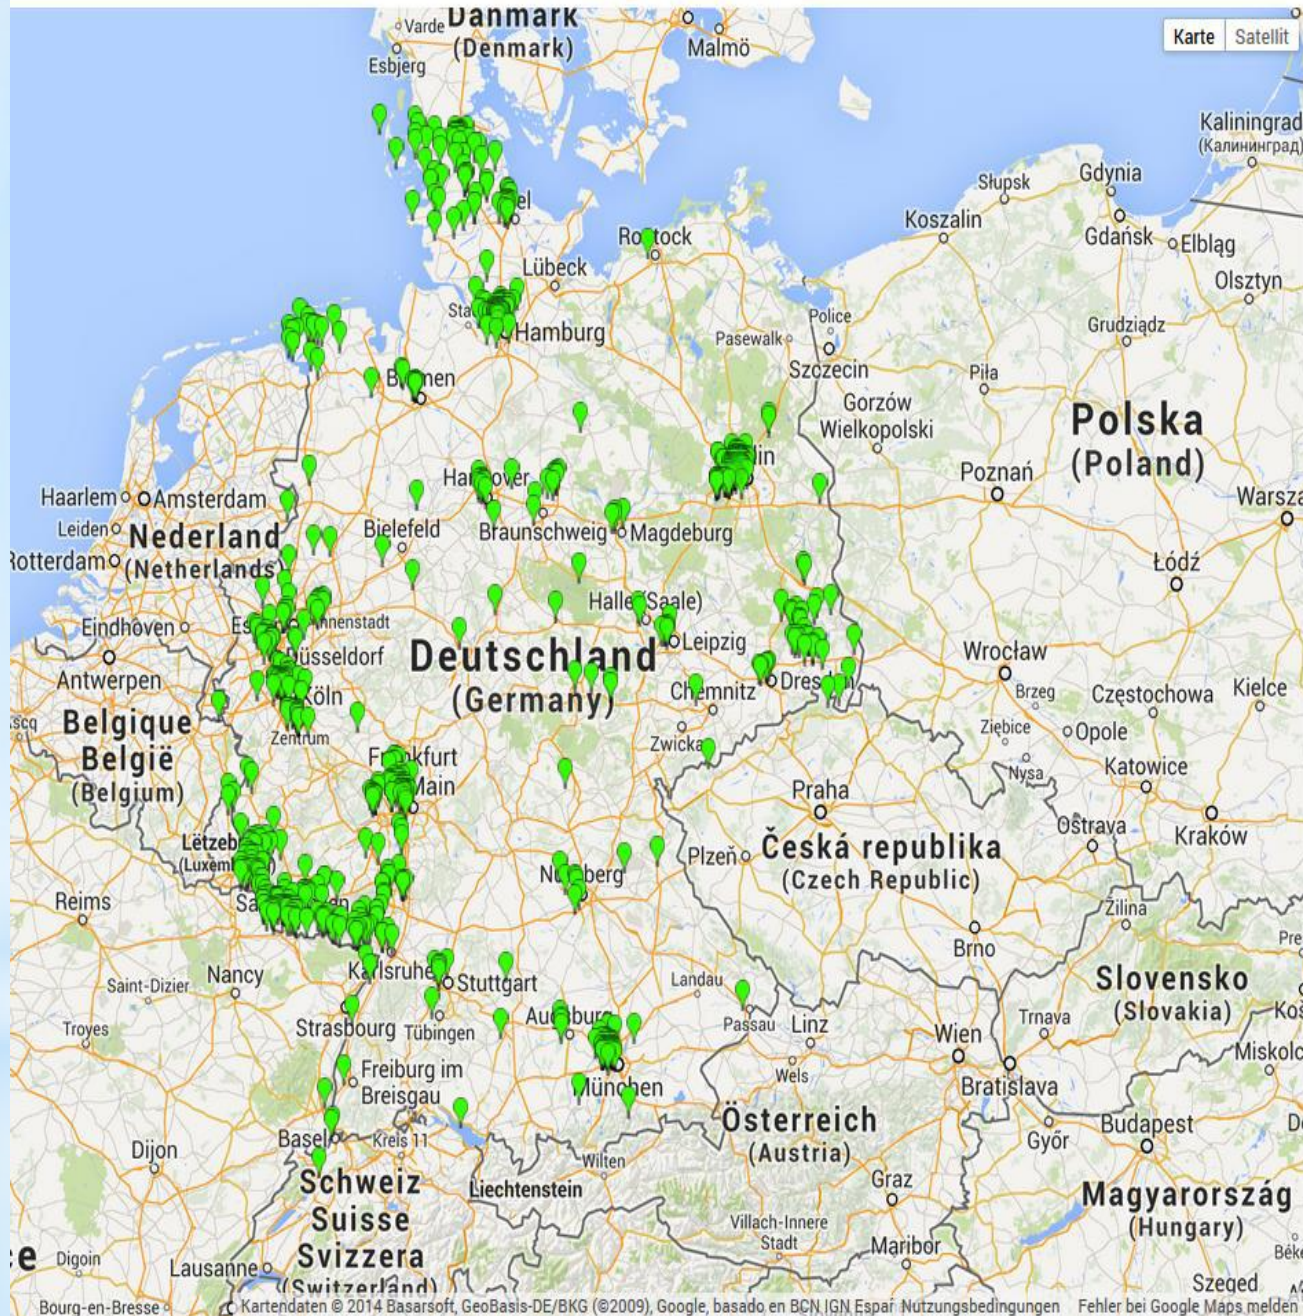 Danmark
(Denmark)
Varde
Esbjerg
Malmö
Karte
Satellit
Kaliningrad
(Калининград)
Słupsk
Gdynia
Koszalin
Gdańsk
Elbląg
Olsztyn
Lübeck
Hamburg
Police
Pasewalk
Szczecin
Grudziądz
Piła
Gorzów
Wielkopolski
Polska
(Poland)
Poznań
Haarlem
Amsterdam
Leiden
Nederland
(Netherlands)
Rotterdam
Bielefeld
Braunschweig
Magdeburg
Łódź
Eindhoven
Halle (Saale)
Leipzig
Düsseldorf
Deutschland
(Germany)
Wrocław
Antwerpen
Köln
Chemnitz
Brzeg
Częstochowa
Kielce
Belgique
België
(Belgium)
Zentrum
Ziębice
Opole
Nysa
Katowice
Frankfurt
Main
Praha
Ostrava
Kraków
Plzeň
Česká republika
(Czech Republic)
Reims
Žilina
Brno
Nancy
Saint-Dizier
Karlsruhe
Stuttgart
Landau
Slovensko
(Slovakia)
Troyes
Strasbourg
Tübingen
Passau
Linz
Wien
Trnava
Wels
Bratislava
Freiburg im
Breisgau
München
Österreich
(Austria)
Győr
Budapest
Dijon
Basel
Kreis 11
Wilten
Liechtenstein
Schweiz
Suisse
Svizzera
(Switzerland)
Graz
Magyarország
(Hungary)
Villach-Innere
Stadt
Maribor
Digoin
Lausanne
Szeged
Bourg-en-Bresse
Kartendaten © 2014 Basarsoft, GeoBasis-DE/BKG (©2009), Google, basado en BCN IGN Españ
Nutzungsbedingungen
Fehler bei Google Maps melden